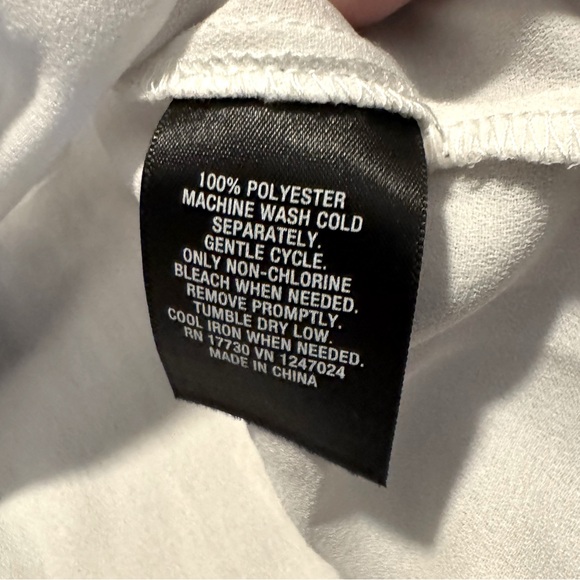 100% POLYESTER
MACHINE WASH COLD
SEPARATELY.
GENTLE CYCLE.
ONLY NON-CHLORINE
BLEACH WHEN NEEDED.
REMOVE PROMPTLY.
TUMBLE DRY LOW.
COOL IRON WHEN NEEDED.
RN 17730 VN 1247024
MADE IN CHINA